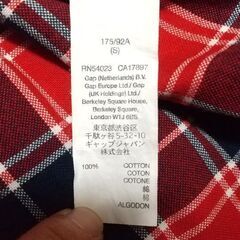 175/92A
(S)
RN54023 CA17897
Gap (Netherlands) B.V.
Gap Europe Ltd./ Gap
(UK Holdings) Ltd./
Berkeley Square House,
Berkeley Square,
London W1J 6BS.
東京都渋谷区
千駄ヶ谷5-32-10
ギャップジャパン
株式会社
100% COTTON
COTON
COTONE
綿
棉
ALGODON